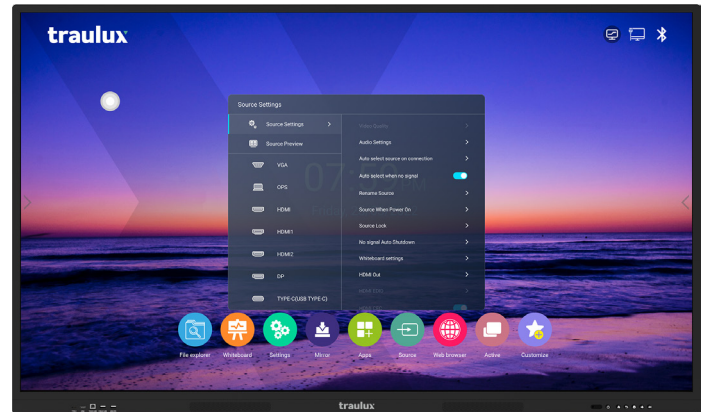 traulux
Source Settings
Source Settings
Source Preview
VGA
OPS
HDMI
HDMI1
HDMI2
DP
TYPE-C(USB TYPE-C)
Video Quality
Audio Settings
Auto select source on connection
Auto select when no signal
Rename Source
Source When Power On
Source Lock
No signal Auto Shutdown
Whiteboard settings
HDMI Out
File explorer
Whiteboard
Settings
Mirror
Apps
Source
Web browser
Active
Customize
traulux